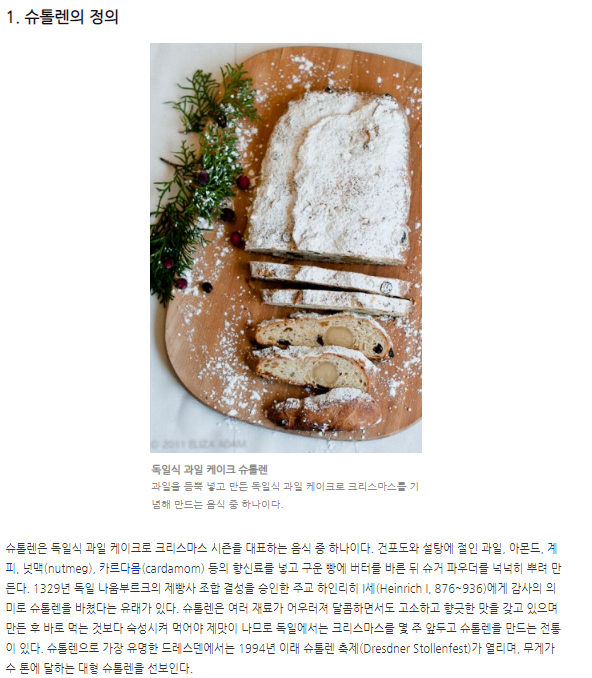 1. 슈톨렌의 정의
© 2011 ELIZA ADAM
독일식 과일 케이크 슈톨렌
과일을 듬뿍 넣고 만든 독일식 과일 케이크로 크리스마스를 기
념해 만드는 음식 중 하나이다.
슈톨렌은 독일식 과일 케이크로 크리스마스 시즌을 대표하는 음식 중 하나이다. 건포도와 설탕에 절인 과일, 아몬드, 계
피, 넛맥(nutmeg), 카르다몸(cardamom) 등의 향신료를 넣고 구운 빵에 버터를 바른 뒤 슈거 파우더를 넉넉히 뿌려 만
든다. 1329년 독일 나움부르크의 제빵사 조합 결성을 승인한 주교 하인리히 I세(Heinrich I, 876~936)에게 감사의 의
미로 슈톨렌을 바쳤다는 유래가 있다. 슈톨렌은 여러 재료가 어우러져 달콤하면서도 고소하고 향긋한 맛을 갖고 있으며
만든 후 바로 먹는 것보다 숙성시켜 먹어야 제맛이 나므로 독일에서는 크리스마스를 몇 주 앞두고 슈톨렌을 만드는 전통
이 있다. 슈톨렌으로 가장 유명한 드레스덴에서는 1994년 이래 슈톨렌 축제(Dresdner Stollenfest)가 열리며, 무게가
수 톤에 달하는 대형 슈톨렌을 선보인다.